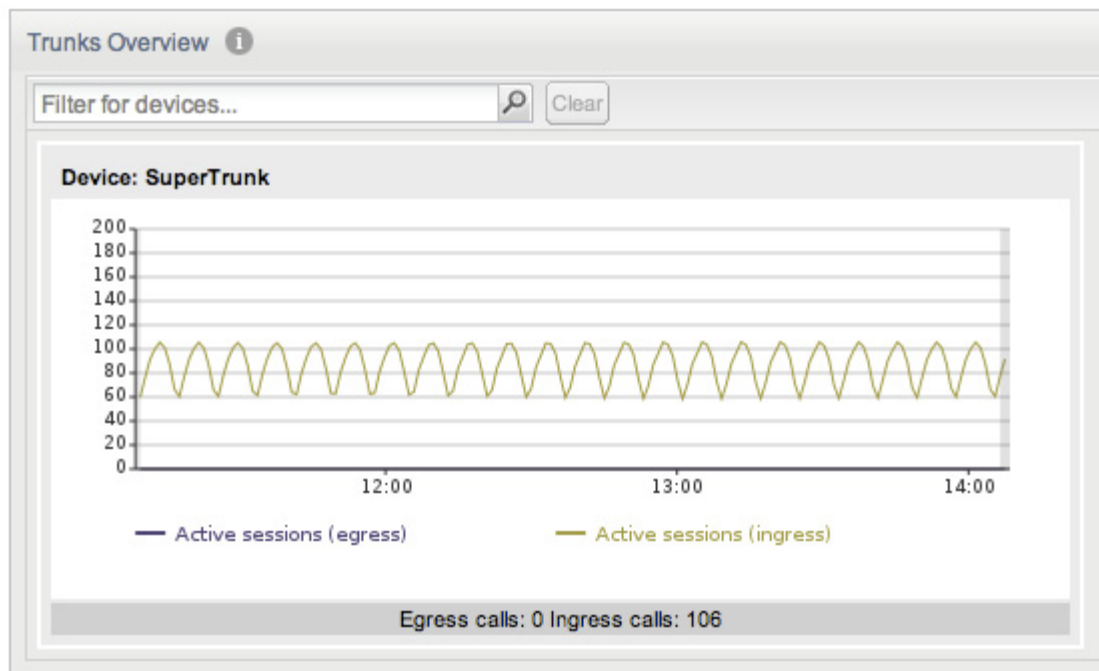 Trunks Overview i
Filter for devices... Clear
Device: SuperTrunk
200
180
160
140
120
100
80
60
40
20
0
12:00 13:00 14:00
Active sessions (egress) Active sessions (ingress)
Egress calls: 0 Ingress calls: 106